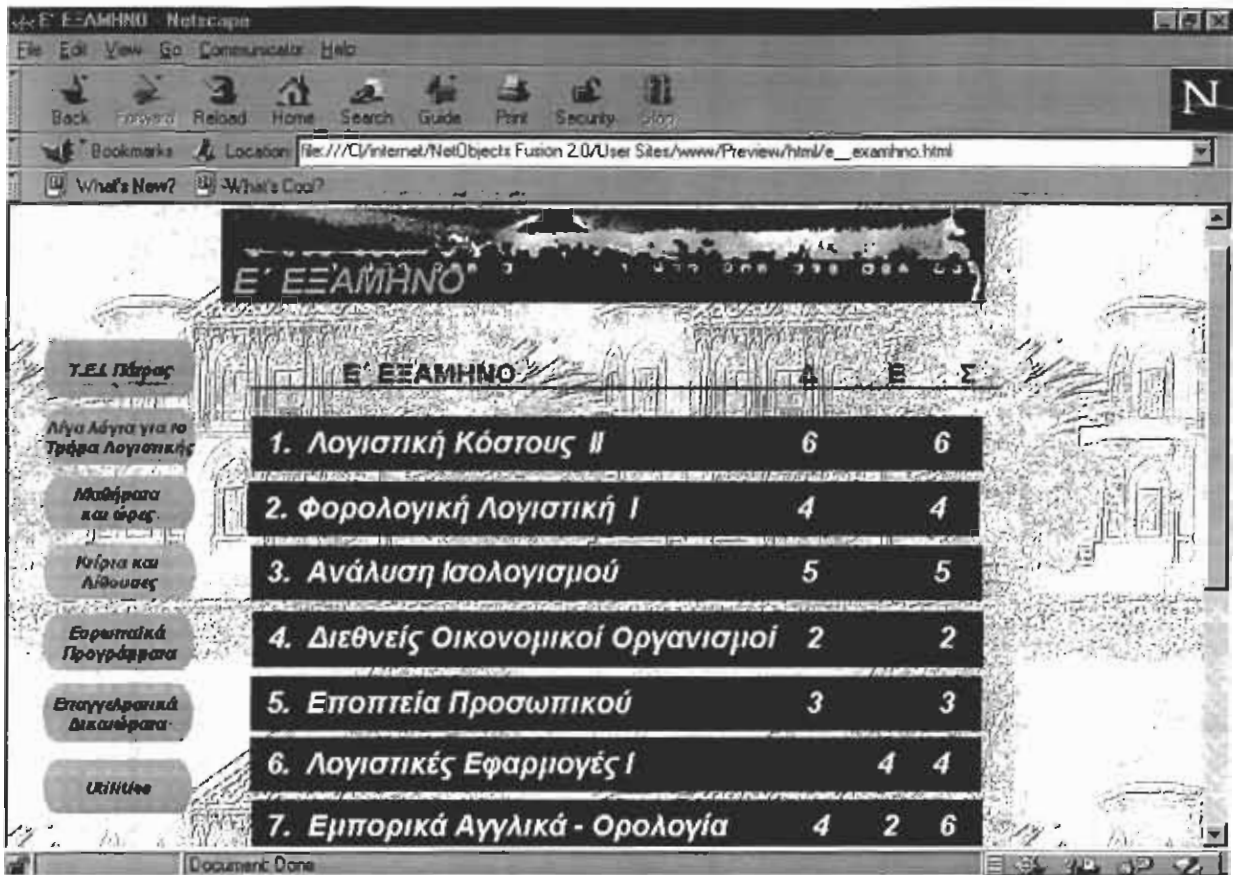 Ε΄ ΕΞΑΜΗΝΟ - Netscape
File Edit View Go Communicator Help
Back Forward Reload Home Search Guide Print Security Stop
N
Bookmarks Location: file:///C|/internet/NetObjects Fusion 2.0/User Sites/www/Preview/html/e__examhno.html
What's New? What's Cool?
Ε΄ ΕΞΑΜΗΝΟ
Τ.Ε.Ι. Πάτρας
Λίγα λόγια για το
Τμήμα Λογιστικής
Μαθήματα
και ώρες
Κτίρια και
Αίθουσες
Ευρωπαϊκά
Προγράμματα
Επαγγελματικά
Δικαιώματα
Utilities
Ε΄ ΕΞΑΜΗΝΟ Δ Ε Σ
1. Λογιστική Κόστους ΙΙ 6 6
2. Φορολογική Λογιστική Ι 4 4
3. Ανάλυση Ισολογισμού 5 5
4. Διεθνείς Οικονομικοί Οργανισμοί 2 2
5. Εποπτεία Προσωπικού 3 3
6. Λογιστικές Εφαρμογές Ι 4 4
7. Εμπορικά Αγγλικά - Ορολογία 4 2 6
Document: Done